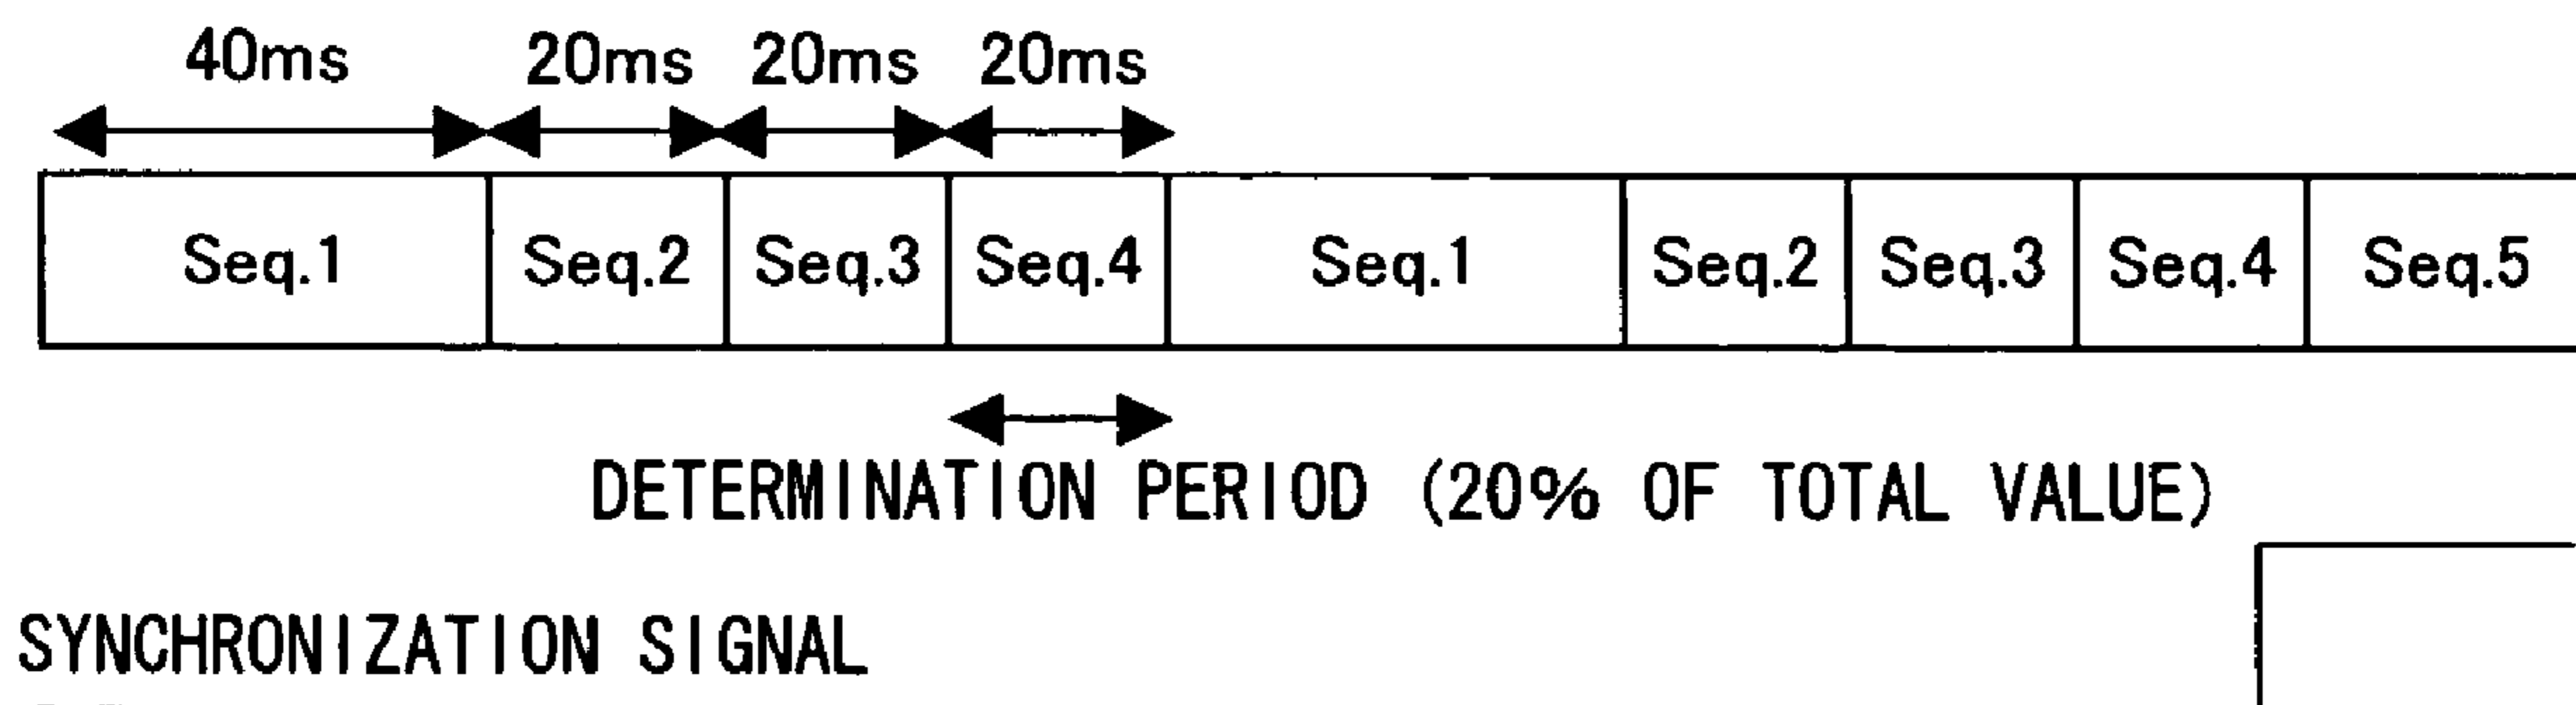 40ms 20ms 20ms 20ms
Seq.1 Seq.2 Seq.3 Seq.4 Seq.1 Seq.2 Seq.3 Seq.4 Seq.5
DETERMINATION PERIOD (20% OF TOTAL VALUE)
SYNCHRONIZATION SIGNAL